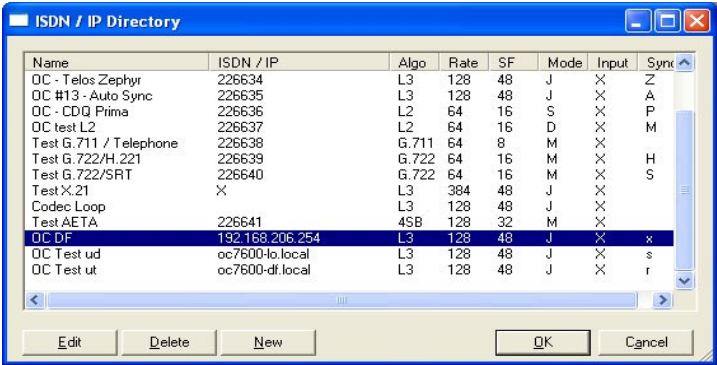 ISDN / IP Directory
Name ISDN / IP Algo Rate SF Mode Input Sync
OC - Telos Zephyr 226634 L3 128 48 J X Z
OC #13 - Auto Sync 226635 L3 128 48 J X A
OC - CDQ Prima 226636 L2 64 16 S X P
OC test L2 226637 L2 64 16 D X M
Test G.711 / Telephone 226638 G.711 64 8 M X
Test G.722/H.221 226639 G.722 64 16 M X H
Test G.722/SRT 226640 G.722 64 16 M X S
Test X.21 X L3 384 48 J X
Codec Loop L3 128 48 J X
Test AETA 226641 4SB 128 32 M X
OC DF 192.168.206.254 L3 128 48 J X x
OC Test ud oc7600-lo.local L3 128 48 J X s
OC Test ut oc7600-df.local L3 128 48 J X r
Edit Delete New OK Cancel